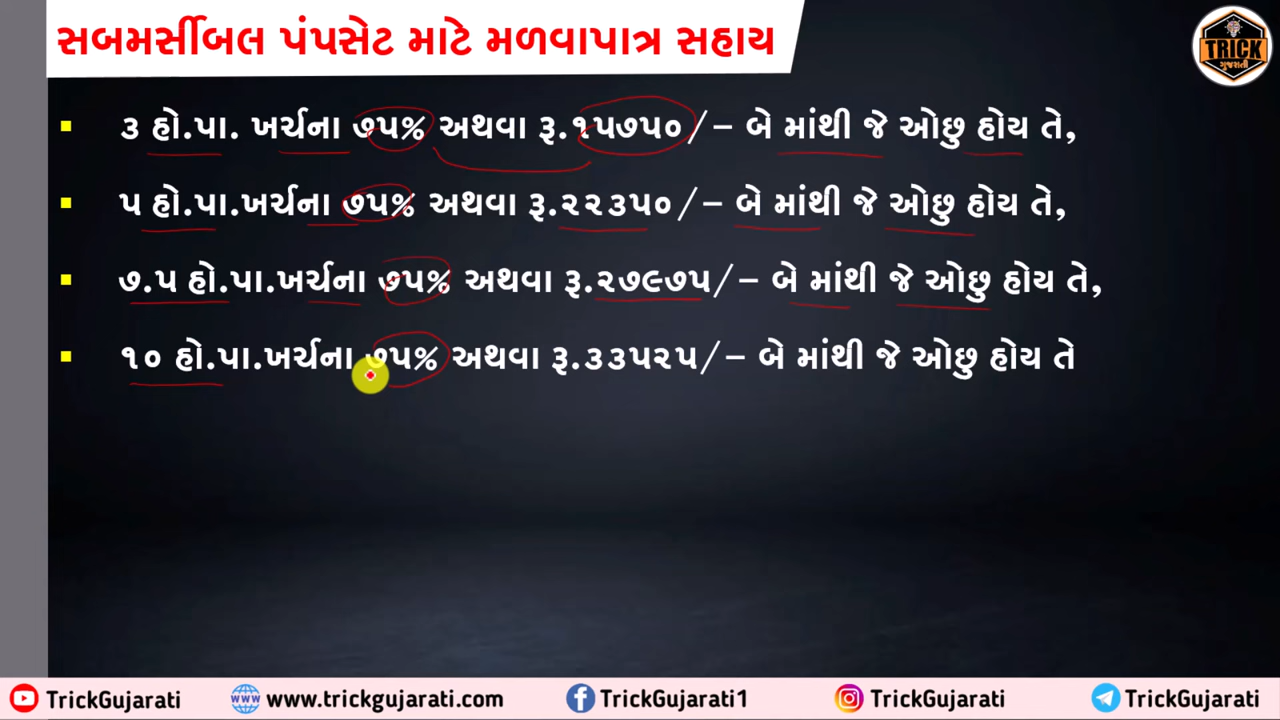 સબમર્સીબલ પંપસેટ માટે મળવાપાત્ર સહાય
TRICK
ગુજરાતી
▪ ૩ હો.પા. ખર્ચના ૭૫% અથવા રૂ.૧૫૭૫૦/– બે માંથી જે ઓછુ હોય તે,
▪ ૫ હો.પા.ખર્ચના ૭૫% અથવા રૂ.૨૨૩૫૦/– બે માંથી જે ઓછુ હોય તે,
▪ ૭.૫ હો.પા.ખર્ચના ૭૫% અથવા રૂ.૨૭૯૭૫/– બે માંથી જે ઓછુ હોય તે,
▪ ૧૦ હો.પા.ખર્ચના ૭૫% અથવા રૂ.૩૩૫૨૫/– બે માંથી જે ઓછુ હોય તે
TrickGujarati www.trickgujarati.com TrickGujarati1 TrickGujarati TrickGujarati